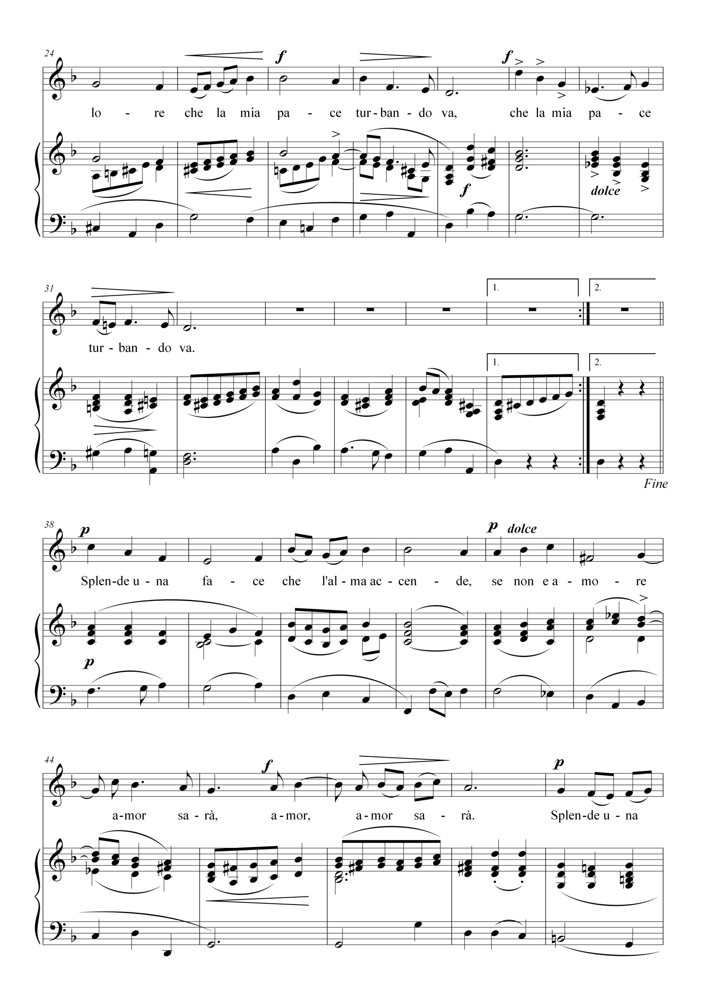 24
f f
lo - re che la mia pa - ce tur - ban - do va, che la mia pa - ce
f dolce
31
1. 2.
tur - ban - do va.
1. 2.
Fine
38
p p dolce
Splen-de u - na fa - ce che l'al - ma ac - cen - de, se non e a - mo - re
p
44
f p
a-mor sa - rà, a-mor, a-mor sa - rà. Splen-de u - na